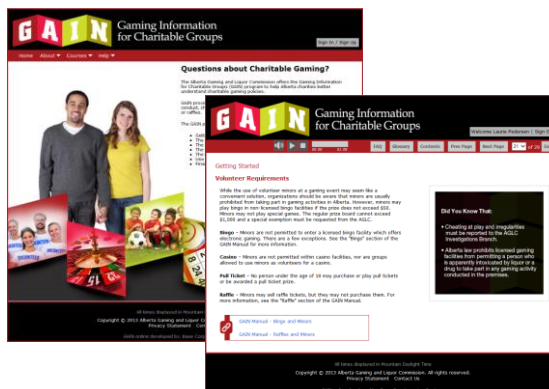 GAIN
Gaming Information
for Charitable Groups
Sign In / Sign Up
Home About Courses Help
Questions about Charitable Gaming?
The Alberta Gaming and Liquor Commission offers the Gaming Information
for Charitable Groups (GAIN) program to help Alberta charities better
understand charitable gaming policies.
GAIN
conduct,
or raffles.
The
GAIN
Gaming Information
for Charitable Groups
Welcome Laurie Pedersen | Sign
FAQ Glossary Contents Prev Page Next Page 21 of 29
Getting Started
Volunteer Requirements
While the use of volunteer minors at a gaming event may seem like a
convenient solution, organizations should be aware that minors are usually
prohibited from taking part in gaming activities in Alberta. However, minors may
play bingo in non-licensed bingo facilities if the prize does not exceed $50.
Minors may not play special games. The regular prize board cannot exceed
$1,000 and a special exemption must be requested from the AGLC.
Bingo – Minors are not permitted to enter a licensed bingo facility which offers
electronic gaming. There are a few exceptions. See the "Bingo" section of the
GAIN Manual for more information.
Casino – Minors are not permitted within casino facilities, nor are groups
allowed to use minors as volunteers for a casino.
Pull Ticket – No person under the age of 18 may purchase or play pull tickets
or be awarded a pull ticket prize.
Raffle – Minors may sell raffle tickets, but they may not purchase them. For
more information, see the "Raffle" section of the GAIN Manual.
GAIN Manual - Bingo and Minors
GAIN Manual - Raffles and Minors
Did You Know That:
• Cheating at play and irregularities
must be reported to the AGLC
Investigations Branch.
• Alberta law prohibits licensed gaming
facilities from permitting a person who
is apparently intoxicated by liquor or a
drug to take part in any gaming activity
conducted in the premises.
All times displayed in Mountain Daylight Time
Copyright © 2013 Alberta Gaming and Liquor Commission. All rights reserved.
Privacy Statement Contact Us
All times displayed in Mountain
Copyright © 2013 Alberta Gaming and Liquor
Privacy Statement
GAIN online developed by: